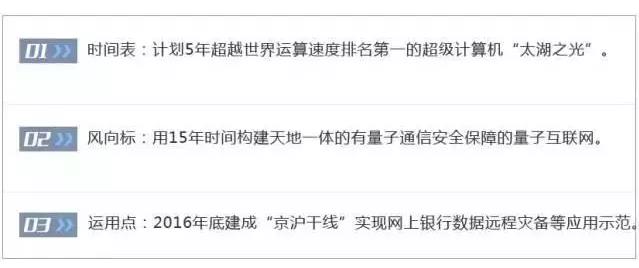 01 时间表：计划5年超越世界运算速度排名第一的超级计算机“太湖之光”。
02 风向标：用15年时间构建天地一体的有量子通信安全保障的量子互联网。
03 运用点：2016年底建成“京沪干线”实现网上银行数据远程灾备等应用示范。